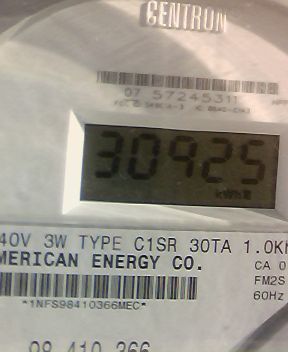 CENTRON
07 57245311
30925
kWh
40V 3W TYPE C1SR 30TA 1.0K
MERICAN ENERGY CO.
CA 0
FM2S
60Hz
*1NFS98410366MEC*
98 410 366